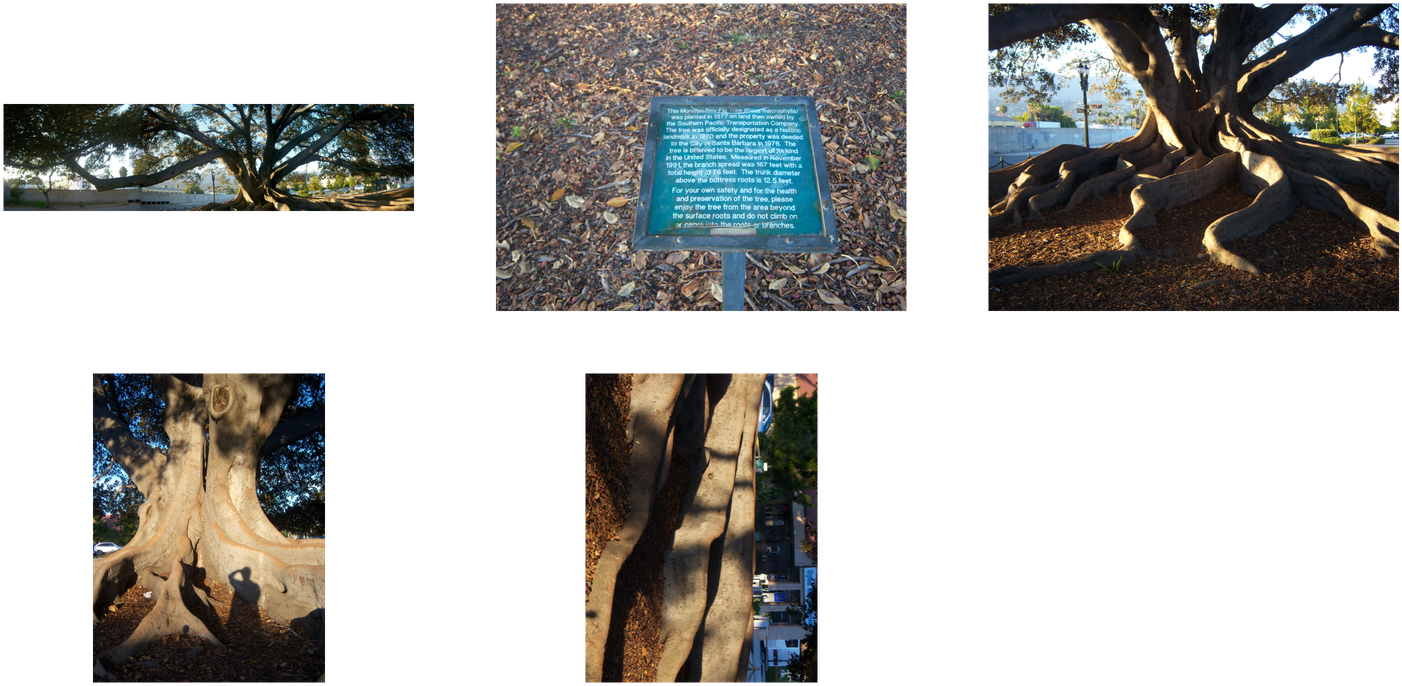 This Moreton Bay Fig Tree (Ficus macrophylla)
was planted in 1877 on land then owned by
the Southern Pacific Transportation Company.
The tree was officially designated as a historic
landmark in 1970 and the property was deeded
to the City of Santa Barbara in 1976. The
tree is believed to be the largest of its kind
in the United States. Measured in November
1991, the branch spread was 167 feet with a
total height of 76 feet. The trunk diameter
above the buttress roots is 12.5 feet.
For your own safety and for the health
and preservation of the tree, please
enjoy the tree from the area beyond
the surface roots and do not climb on
or carve into the roots or branches.